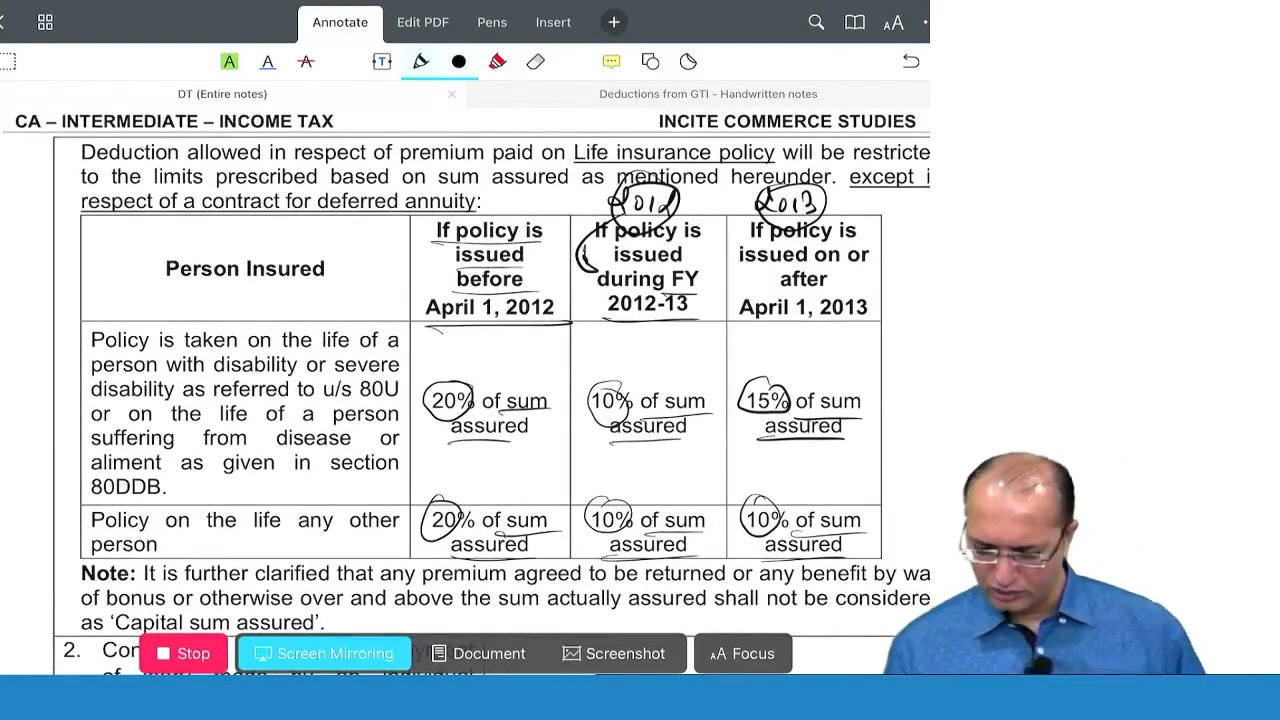 Annotate Edit PDF Pens Insert
AA
A A A T
DT (Entire notes) Deductions from GTI - Handwritten notes
CA – INTERMEDIATE – INCOME TAX INCITE COMMERCE STUDIES
Deduction allowed in respect of premium paid on Life insurance policy will be restricte
to the limits prescribed based on sum assured as mentioned hereunder. except i
respect of a contract for deferred annuity:
2012 2013
Person Insured
If policy is
issued
before
April 1, 2012
If policy is
issued
during FY
2012-13
If policy is
issued on or
after
April 1, 2013
Policy is taken on the life of a
person with disability or severe
disability as referred to u/s 80U
or on the life of a person
suffering from disease or
aliment as given in section
80DDB.
20% of sum
assured
10% of sum
assured
15% of sum
assured
Policy on the life any other
person
20% of sum
assured
10% of sum
assured
10% of sum
assured
Note: It is further clarified that any premium agreed to be returned or any benefit by wa
of bonus or otherwise over and above the sum actually assured shall not be considere
as ‘Capital sum assured’.
2. Con
Stop Screen Mirroring Document Screenshot AA Focus